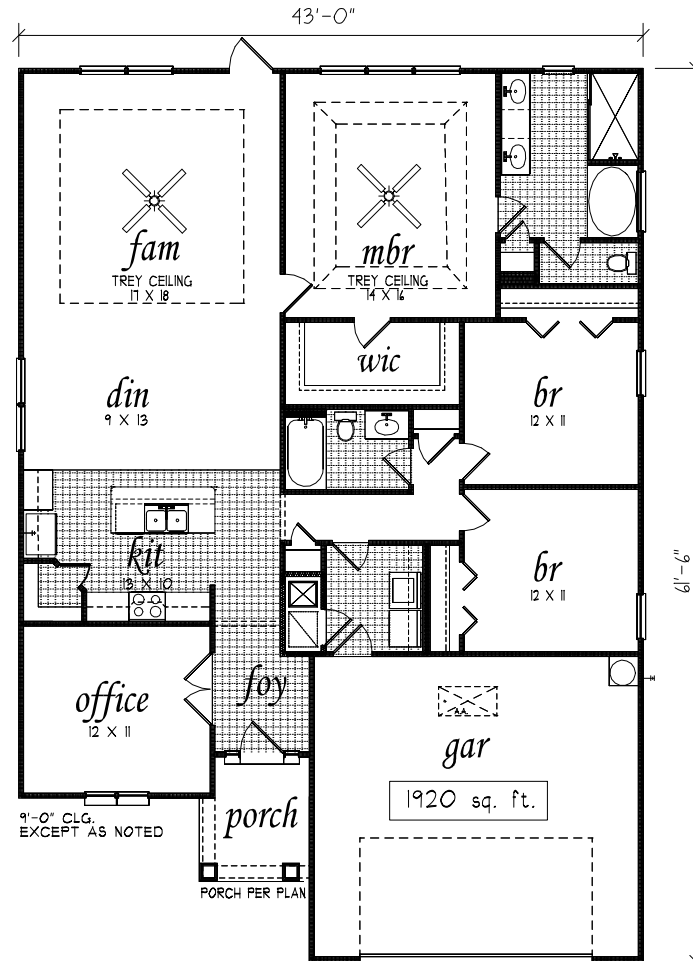 43'-0"
fam
TREY CEILING
17 X 18
mbr
TREY CEILING
14 X 16
wic
din
9 X 13
br
12 X 11
61'-6"
kit
13 X 10
br
12 X 11
office
12 X 11
foy
A.A.
gar
1920 sq. ft.
porch
9'-0" CLG.
EXCEPT AS NOTED
PORCH PER PLAN